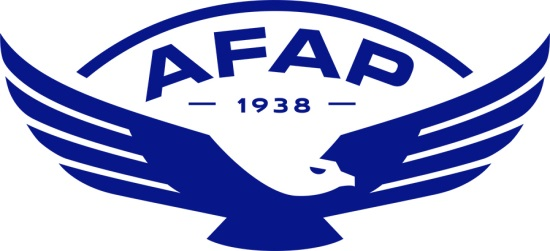 AFAP
— 1938 —